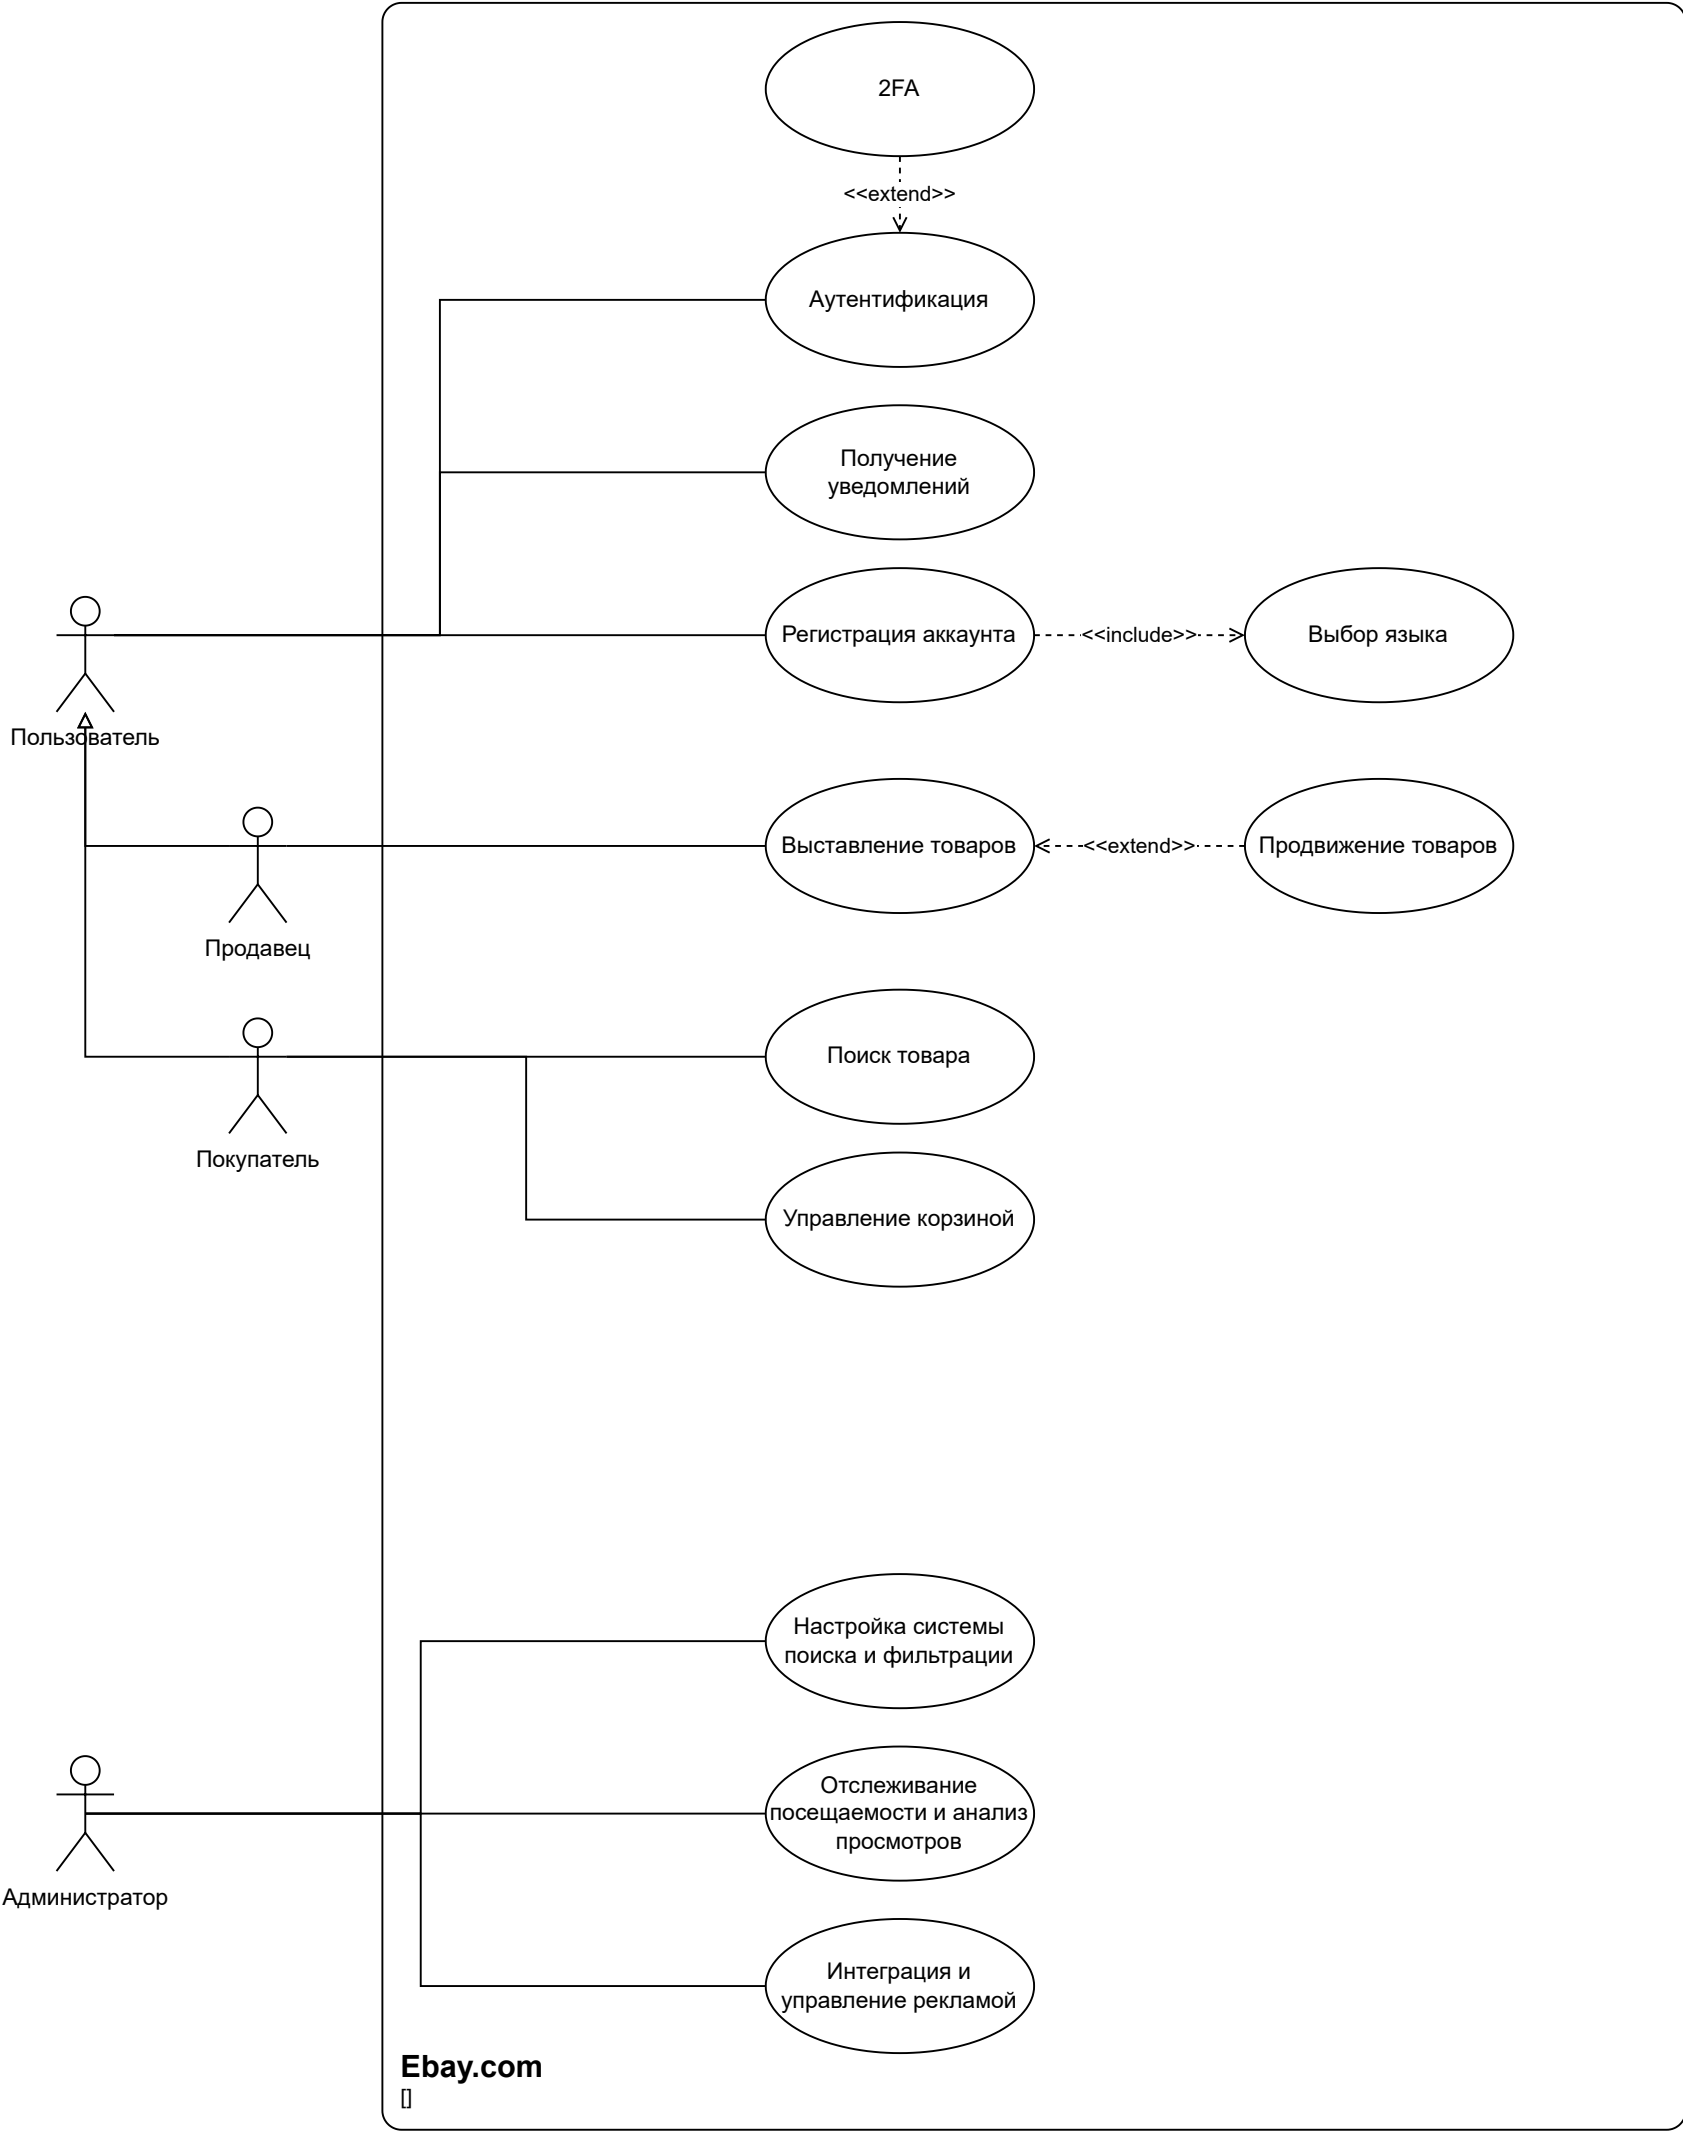 2FA
<<extend>>
Аутентификация
Получение
уведомлений
Регистрация аккаунта
<<include>>
Выбор языка
Пользователь
Выставление товаров
<<extend>>
Продвижение товаров
Продавец
Поиск товара
Покупатель
Управление корзиной
Настройка системы
поиска и фильтрации
Отслеживание
посещаемости и анализ
просмотров
Администратор
Интеграция и
управление рекламой
Ebay.com
[]